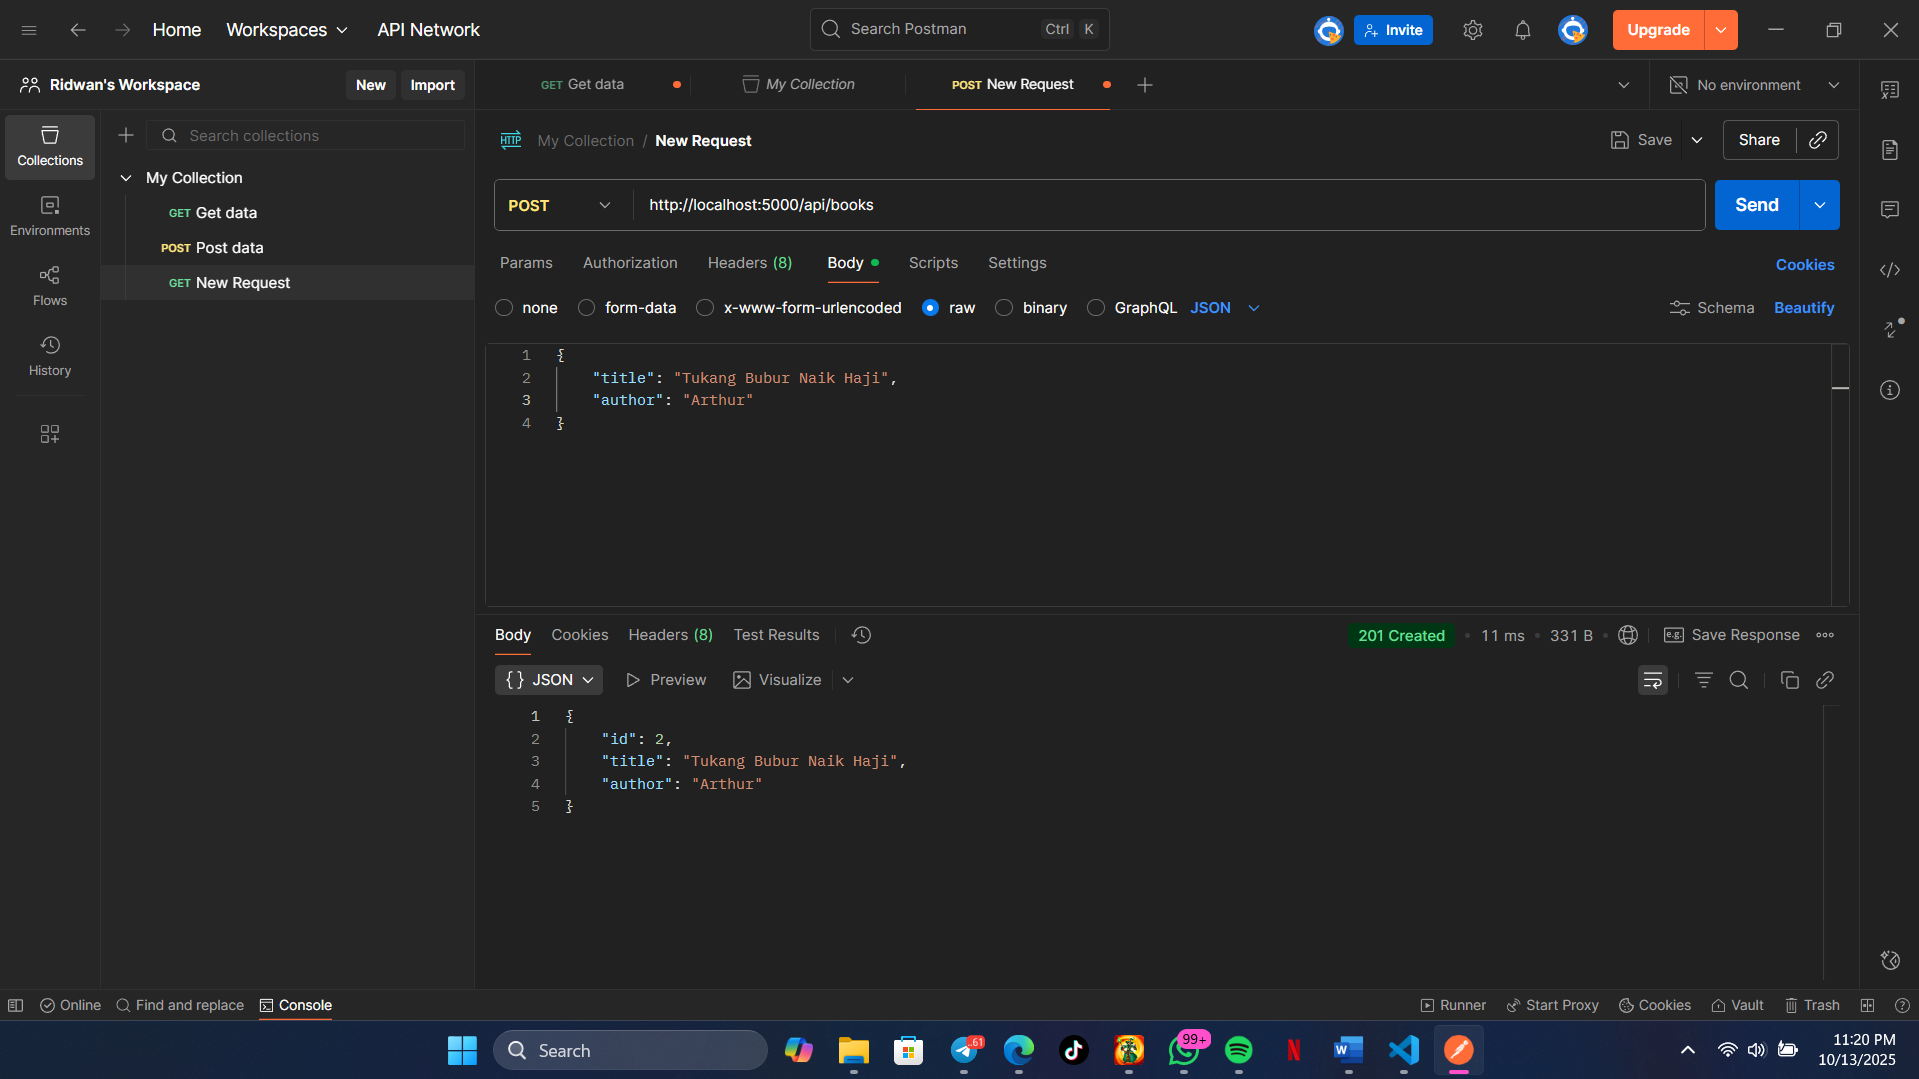 Home
Workspaces
API Network
Search Postman
Ctrl K
Invite
Upgrade
Ridwan's Workspace
New
Import
GET Get data
My Collection
POST New Request
No environment
Collections
Search collections
My Collection / New Request
Save
Share
My Collection
POST
http://localhost:5000/api/books
Send
GET Get data
Environments
POST Post data
Params
Authorization
Headers (8)
Body
Scripts
Settings
Cookies
GET New Request
Flows
none
form-data
x-www-form-urlencoded
raw
binary
GraphQL
JSON
Schema
Beautify
History
1 {
2 "title": "Tukang Bubur Naik Haji",
3 "author": "Arthur"
4 }
Body
Cookies
Headers (8)
Test Results
201 Created
11 ms
331 B
e.g.
Save Response
{} JSON
Preview
Visualize
1 {
2 "id": 2,
3 "title": "Tukang Bubur Naik Haji",
4 "author": "Arthur"
5 }
Online
Find and replace
Console
Runner
Start Proxy
Cookies
Vault
Trash
Search
..61
99+
11:20 PM
10/13/2025